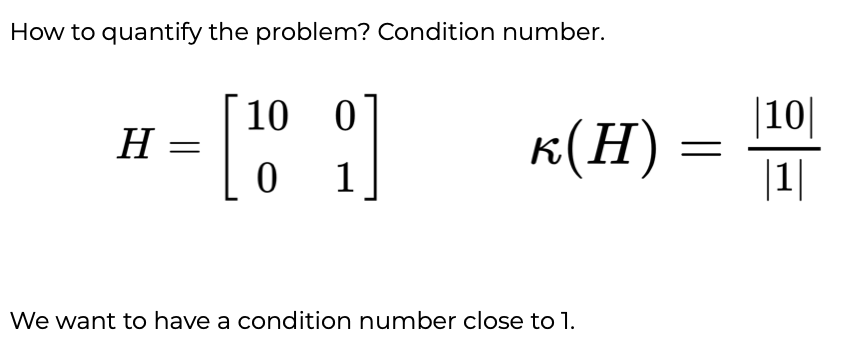 How to quantify the problem? Condition number.
H = [10 0
0 1]
κ(H) = |10|/|1|
We want to have a condition number close to 1.